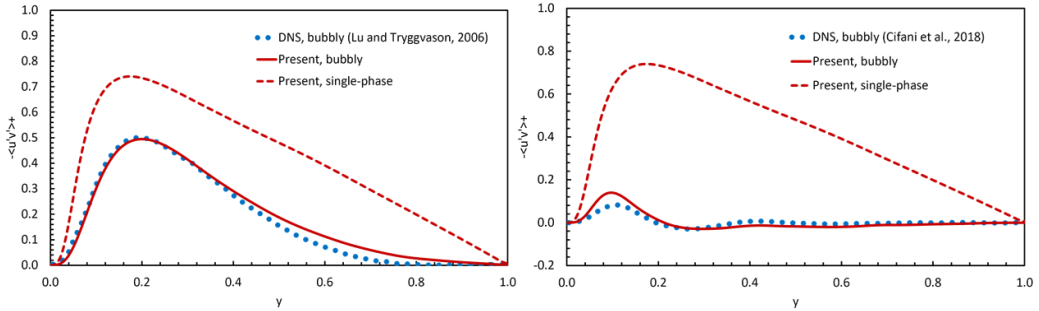 1.0
0.9
0.8
0.7
0.6
0.5
0.4
0.3
0.2
0.1
0.0
-<u'v'>+
DNS, bubbly (Lu and Tryggvason, 2006)
Present, bubbly
Present, single-phase
0.0 0.2 0.4 0.6 0.8 1.0
y
1.0
0.8
0.6
0.4
0.2
0.0
-0.2
-<u'v'>+
DNS, bubbly (Cifani et al., 2018)
Present, bubbly
Present, single-phase
0.0 0.2 0.4 0.6 0.8 1.0
y